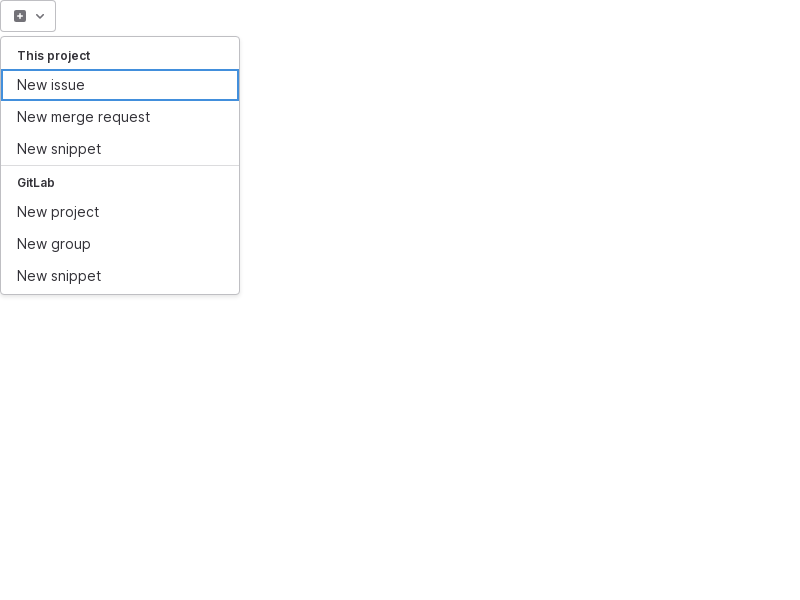 This project
New issue
New merge request
New snippet
GitLab
New project
New group
New snippet